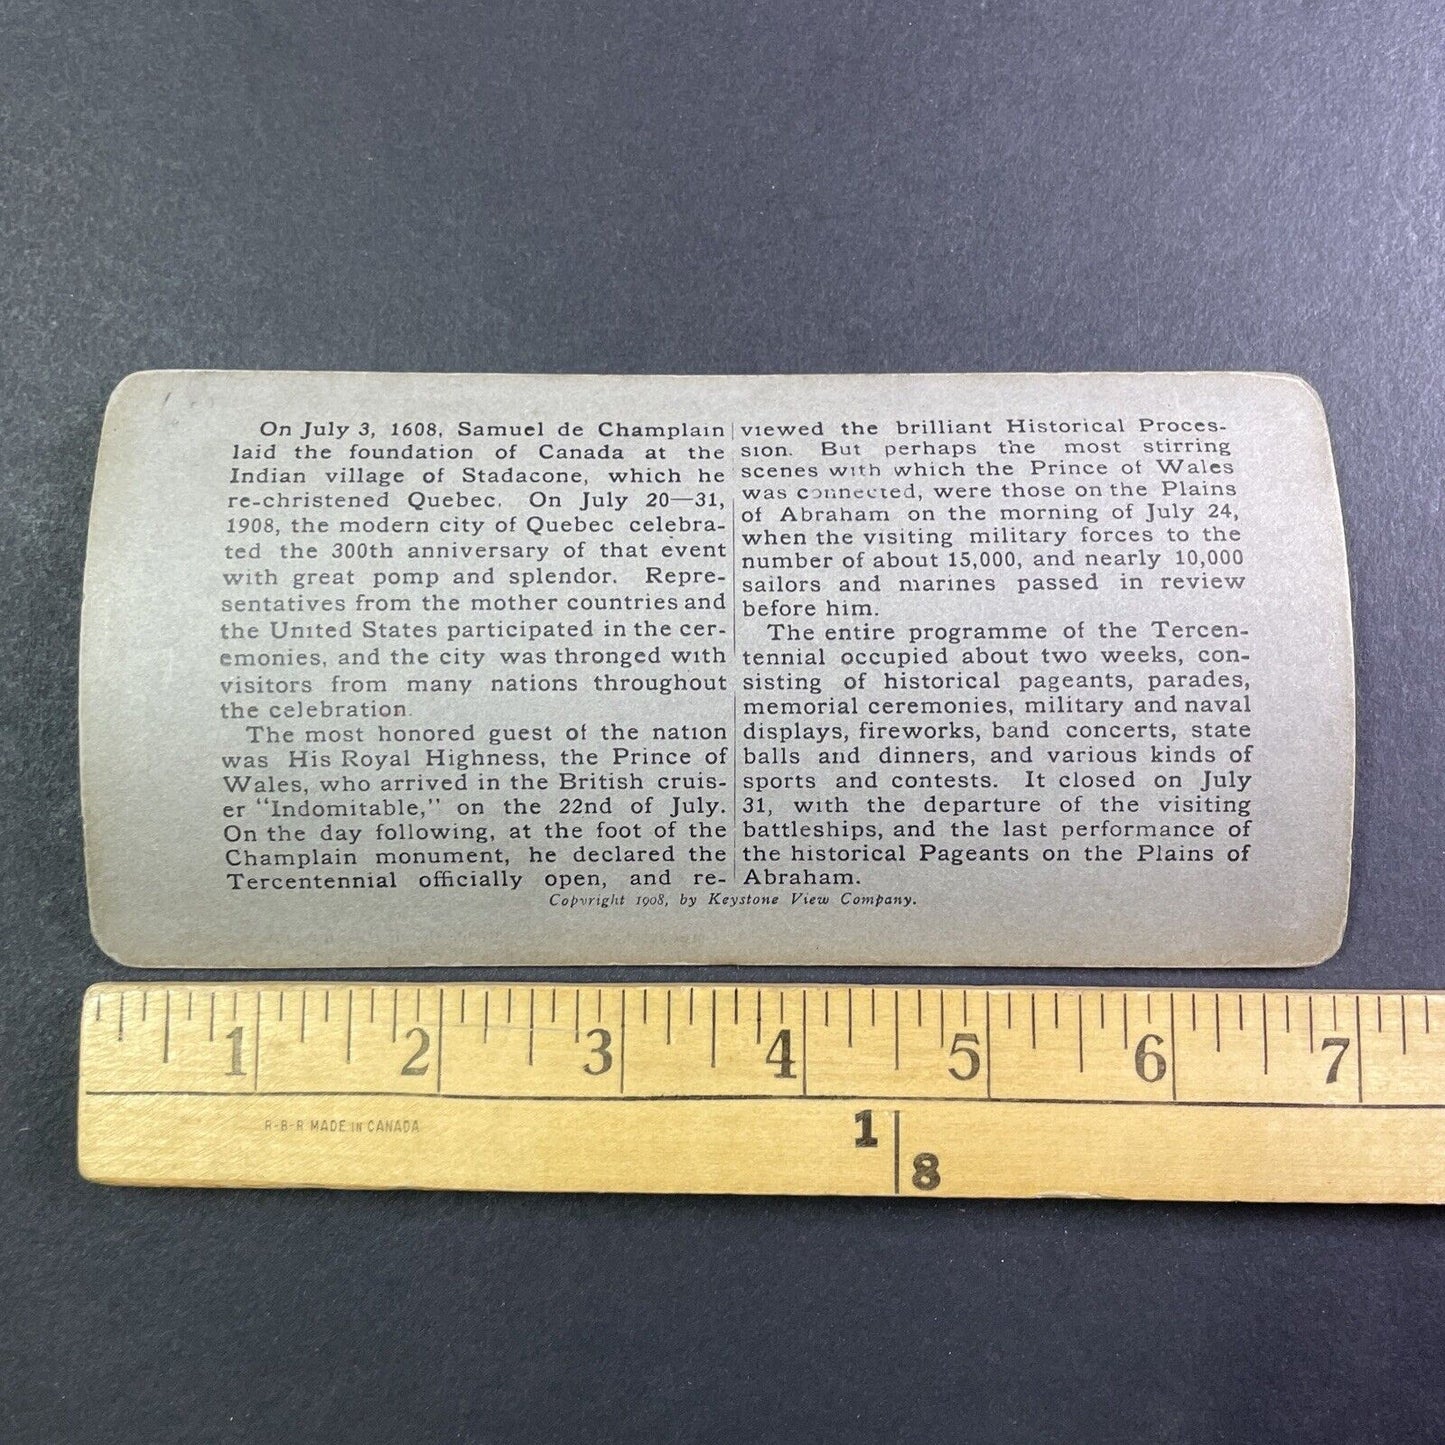 On July 3, 1608, Samuel de Champlain
laid the foundation of Canada at the
Indian village of Stadacone, which he
re-christened Quebec. On July 20—31,
1908, the modern city of Quebec celebra-
ted the 300th anniversary of that event
with great pomp and splendor. Repre-
sentatives from the mother countries and
the United States participated in the cer-
emonies, and the city was thronged with
visitors from many nations throughout
the celebration.
The most honored guest of the nation
was His Royal Highness, the Prince of
Wales, who arrived in the British cruis-
er "Indomitable," on the 22nd of July.
On the day following, at the foot of the
Champlain monument, he declared the
Tercentennial officially open, and re-
viewed the brilliant Historical Proces-
sion. But perhaps the most stirring
scenes with which the Prince of Wales
was connected, were those on the Plains
of Abraham on the morning of July 24,
when the visiting military forces to the
number of about 15,000, and nearly 10,000
sailors and marines passed in review
before him.
The entire programme of the Tercen-
tennial occupied about two weeks, con-
sisting of historical pageants, parades,
memorial ceremonies, military and naval
displays, fireworks, band concerts, state
balls and dinners, and various kinds of
sports and contests. It closed on July
31, with the departure of the visiting
battleships, and the last performance of
the historical Pageants on the Plains of
Abraham.
Copyright 1908, by Keystone View Company.
1 2 3 4 5 6 7
R-B-R MADE IN CANADA
1
8